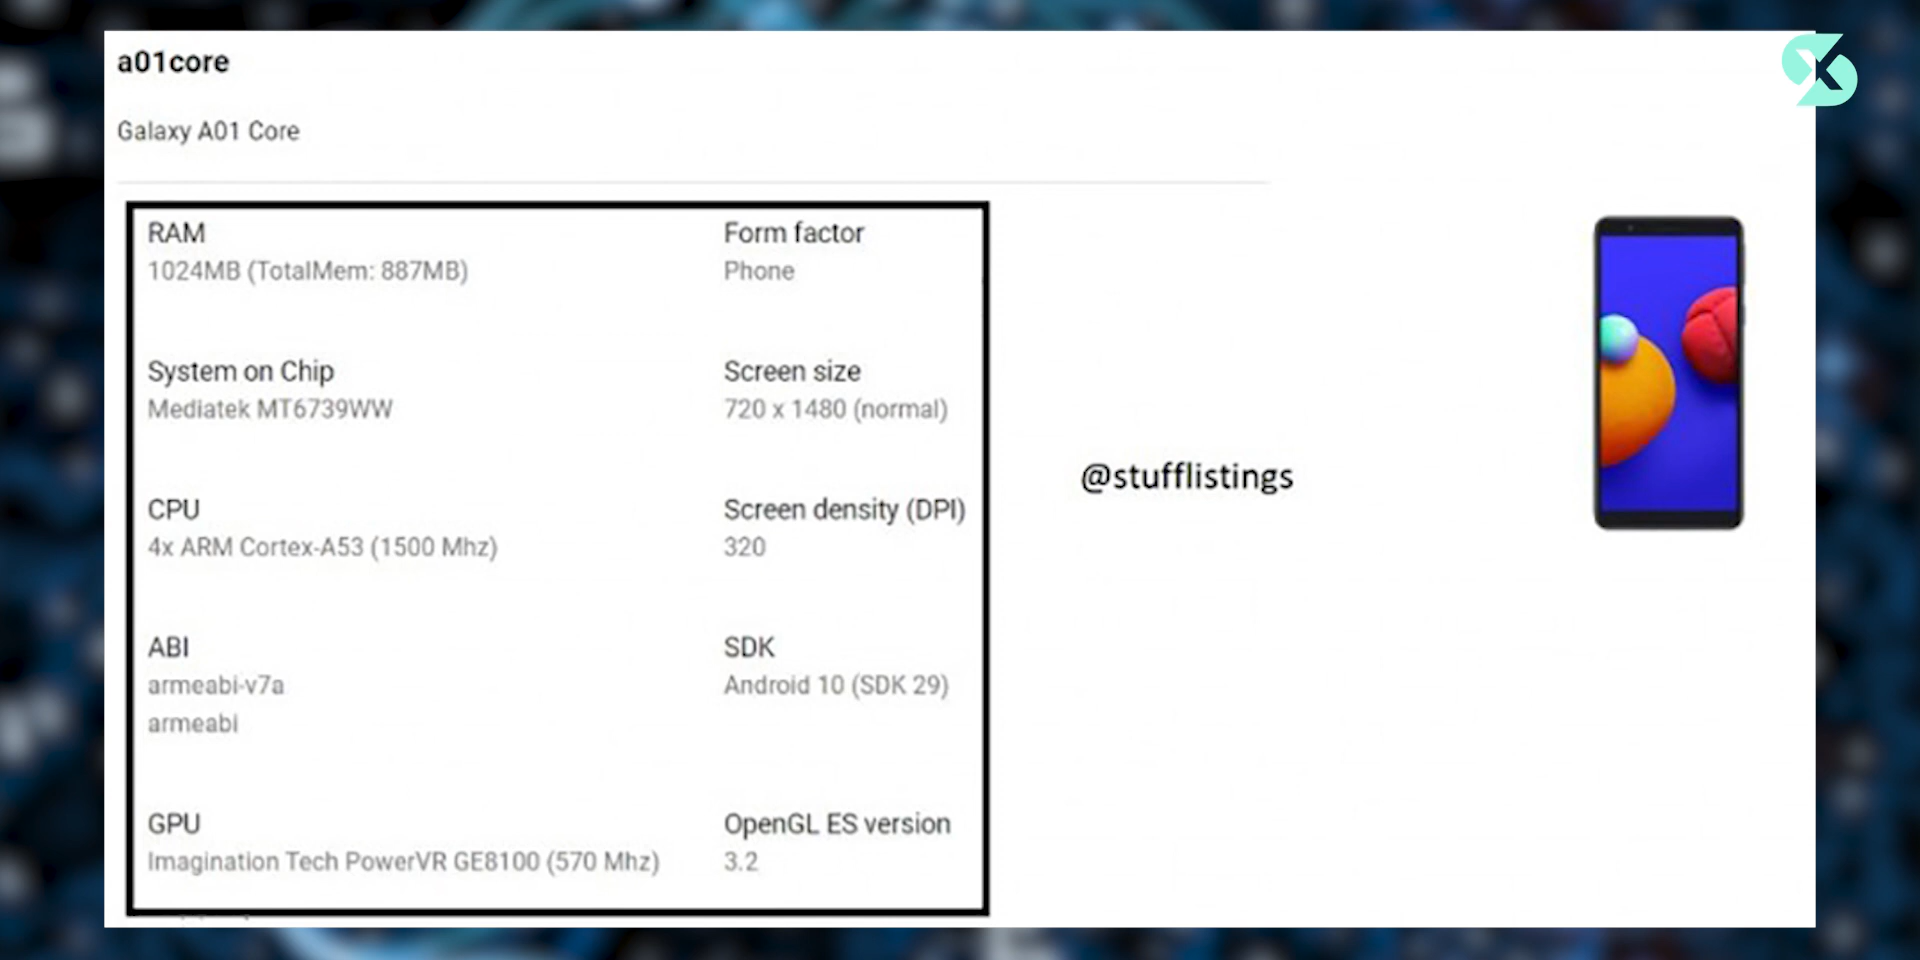 a01core
Galaxy A01 Core
RAM
1024MB (TotalMem: 887MB)
Form factor
Phone
System on Chip
Mediatek MT6739WW
Screen size
720 x 1480 (normal)
@stufflistings
CPU
4x ARM Cortex-A53 (1500 Mhz)
Screen density (DPI)
320
ABI
armeabi-v7a
armeabi
SDK
Android 10 (SDK 29)
GPU
Imagination Tech PowerVR GE8100 (570 Mhz)
OpenGL ES version
3.2